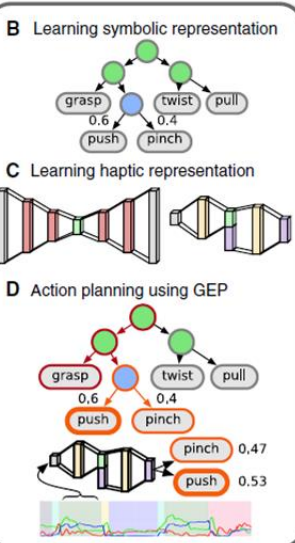 B Learning symbolic representation
grasp twist pull
0.6 0.4
push pinch
C Learning haptic representation
D Action planning using GEP
grasp twist pull
0.6 0.4
push pinch
pinch 0.47
push 0.53